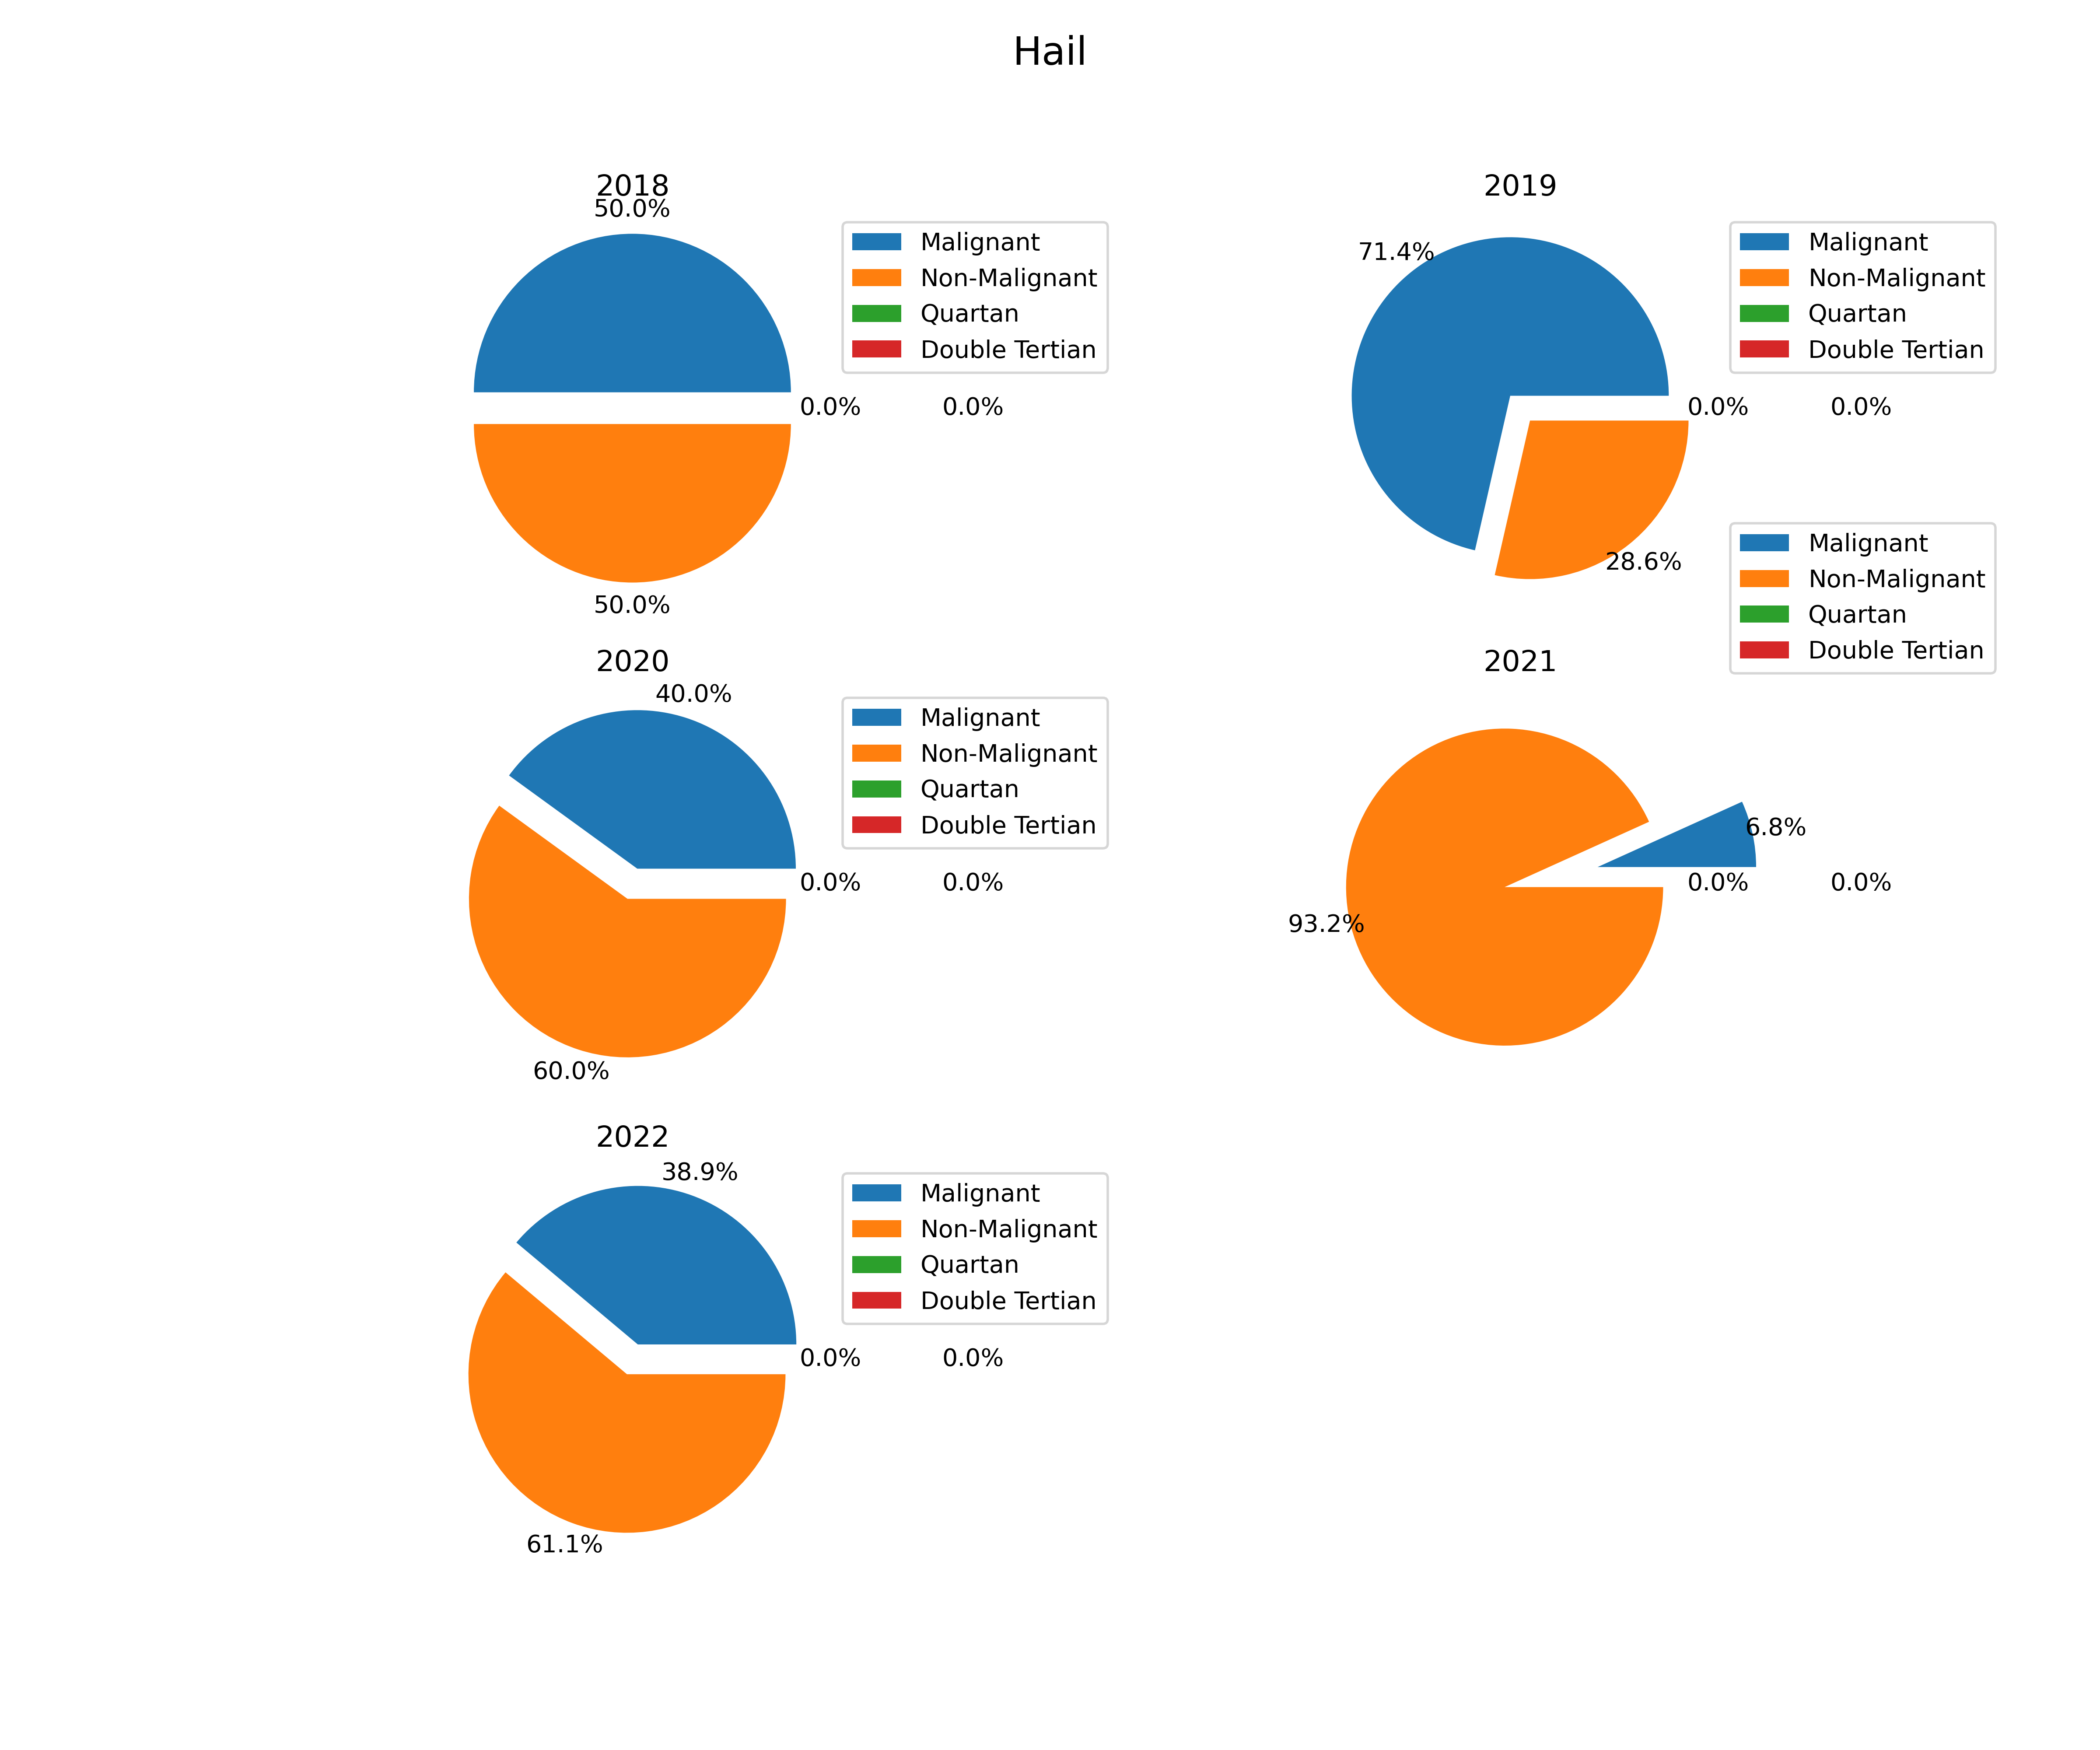 Hail
2018
50.0%
50.0%
0.0%
0.0%
Malignant
Non-Malignant
Quartan
Double Tertian
2019
71.4%
28.6%
0.0%
0.0%
Malignant
Non-Malignant
Quartan
Double Tertian
2020
40.0%
60.0%
0.0%
0.0%
Malignant
Non-Malignant
Quartan
Double Tertian
2021
6.8%
93.2%
0.0%
0.0%
Malignant
Non-Malignant
Quartan
Double Tertian
2022
38.9%
61.1%
0.0%
0.0%
Malignant
Non-Malignant
Quartan
Double Tertian